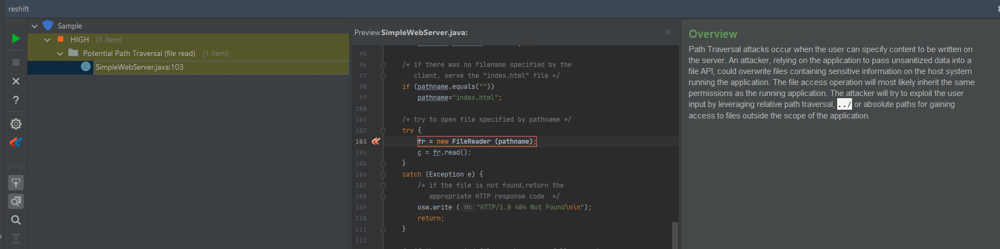 reshift
Sample
HIGH (1 item)
Potential Path Traversal (file read) (1 item)
SimpleWebServer.java:103
Preview SimpleWebServer.java:
95
96 /* if there was no filename specified by the
97 client, serve the "index.html" file */
98 if (pathname.equals(""))
99 pathname="index.html";
100
101 /* try to open file specified by pathname */
102 try {
103 fr = new FileReader (pathname);
104 c = fr.read();
105 }
106 catch (Exception e) {
107 /* if the file is not found,return the
108 appropriate HTTP response code */
109 osw.write ( str: "HTTP/1.0 404 Not Found\n\n");
110 return;
111 }
112
Overview
Path Traversal attacks occur when the user can specify content to be written on
the server. An attacker, relying on the application to pass unsanitized data into a
file API, could overwrite files containing sensitive information on the host system
running the application. The file access operation will most likely inherit the same
permissions as the running application. The attacker will try to exploit the user
input by leveraging relative path traversal, ../ or absolute paths for gaining
access to files outside the scope of the application.